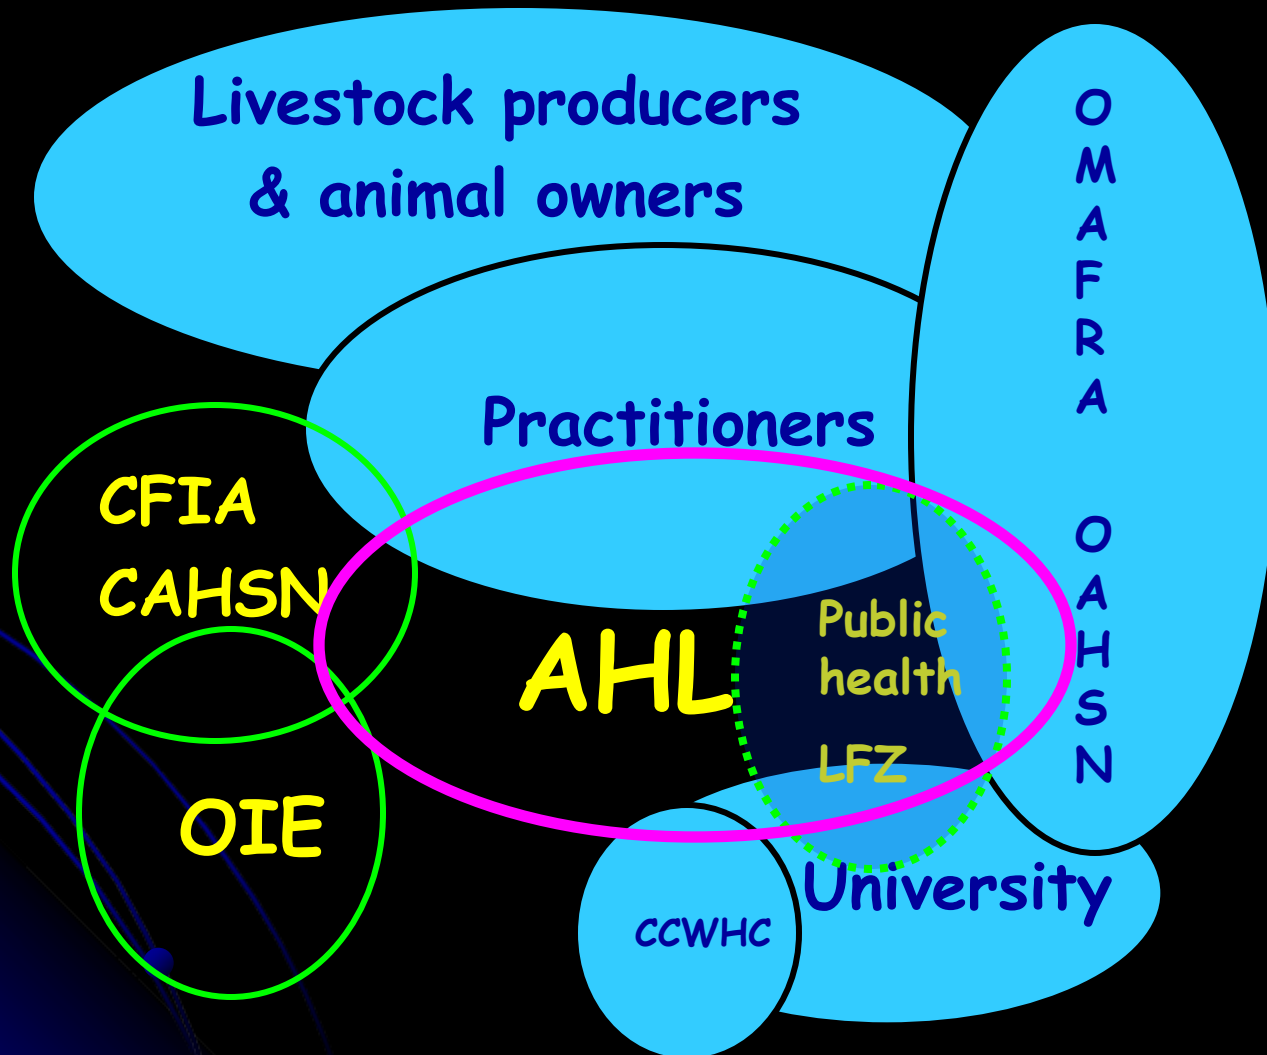 Livestock producers
& animal owners
Practitioners
OMAFRA
OAHSN
CFIA
CAHSN
AHL
Public
health
LFZ
OIE
University
CCWHC